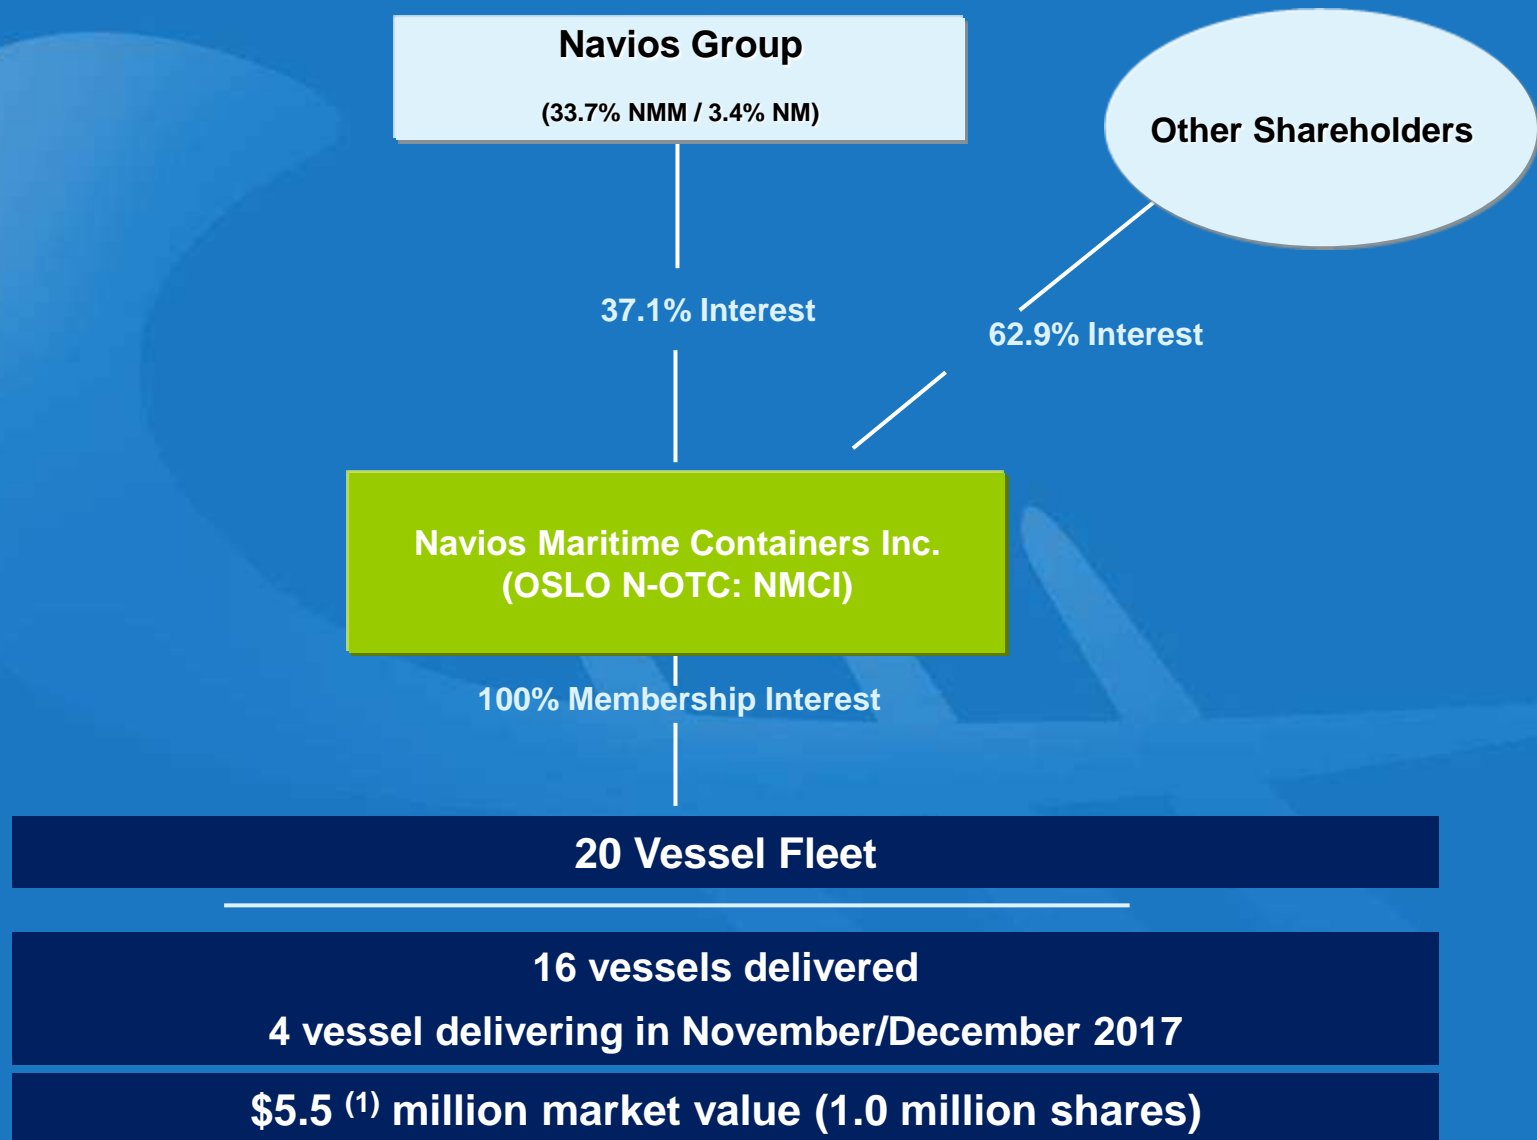 Navios Group
(33.7% NMM / 3.4% NM)
Other Shareholders
37.1% Interest
62.9% Interest
Navios Maritime Containers Inc.
(OSLO N-OTC: NMCI)
100% Membership Interest
20 Vessel Fleet
16 vessels delivered
4 vessel delivering in November/December 2017
$5.5 (1) million market value (1.0 million shares)